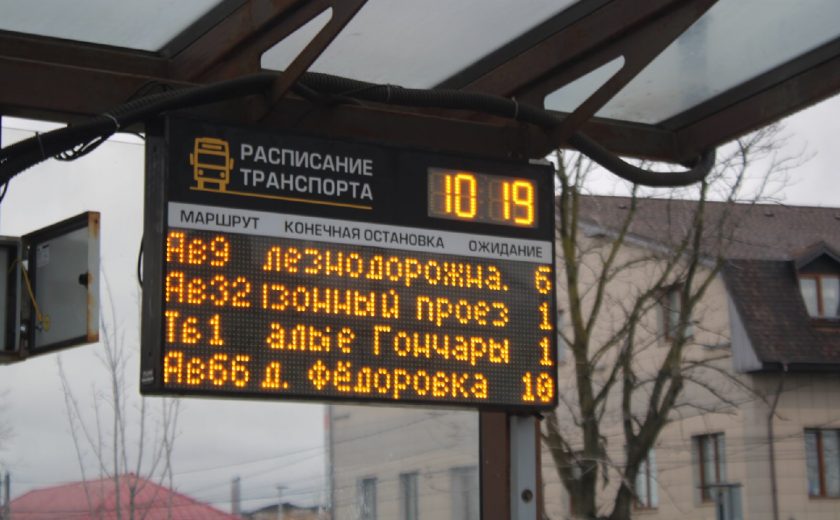 РАСПИСАНИЕ
ТРАНСПОРТА
10 19
МАРШРУТ КОНЕЧНАЯ ОСТАНОВКА ОЖИДАНИЕ
Ав9 лезнодорожна. 6
Ав32 зонный проез 1
Тв1 алые Гончары 1
Ав66 д. Фёдоровка 10